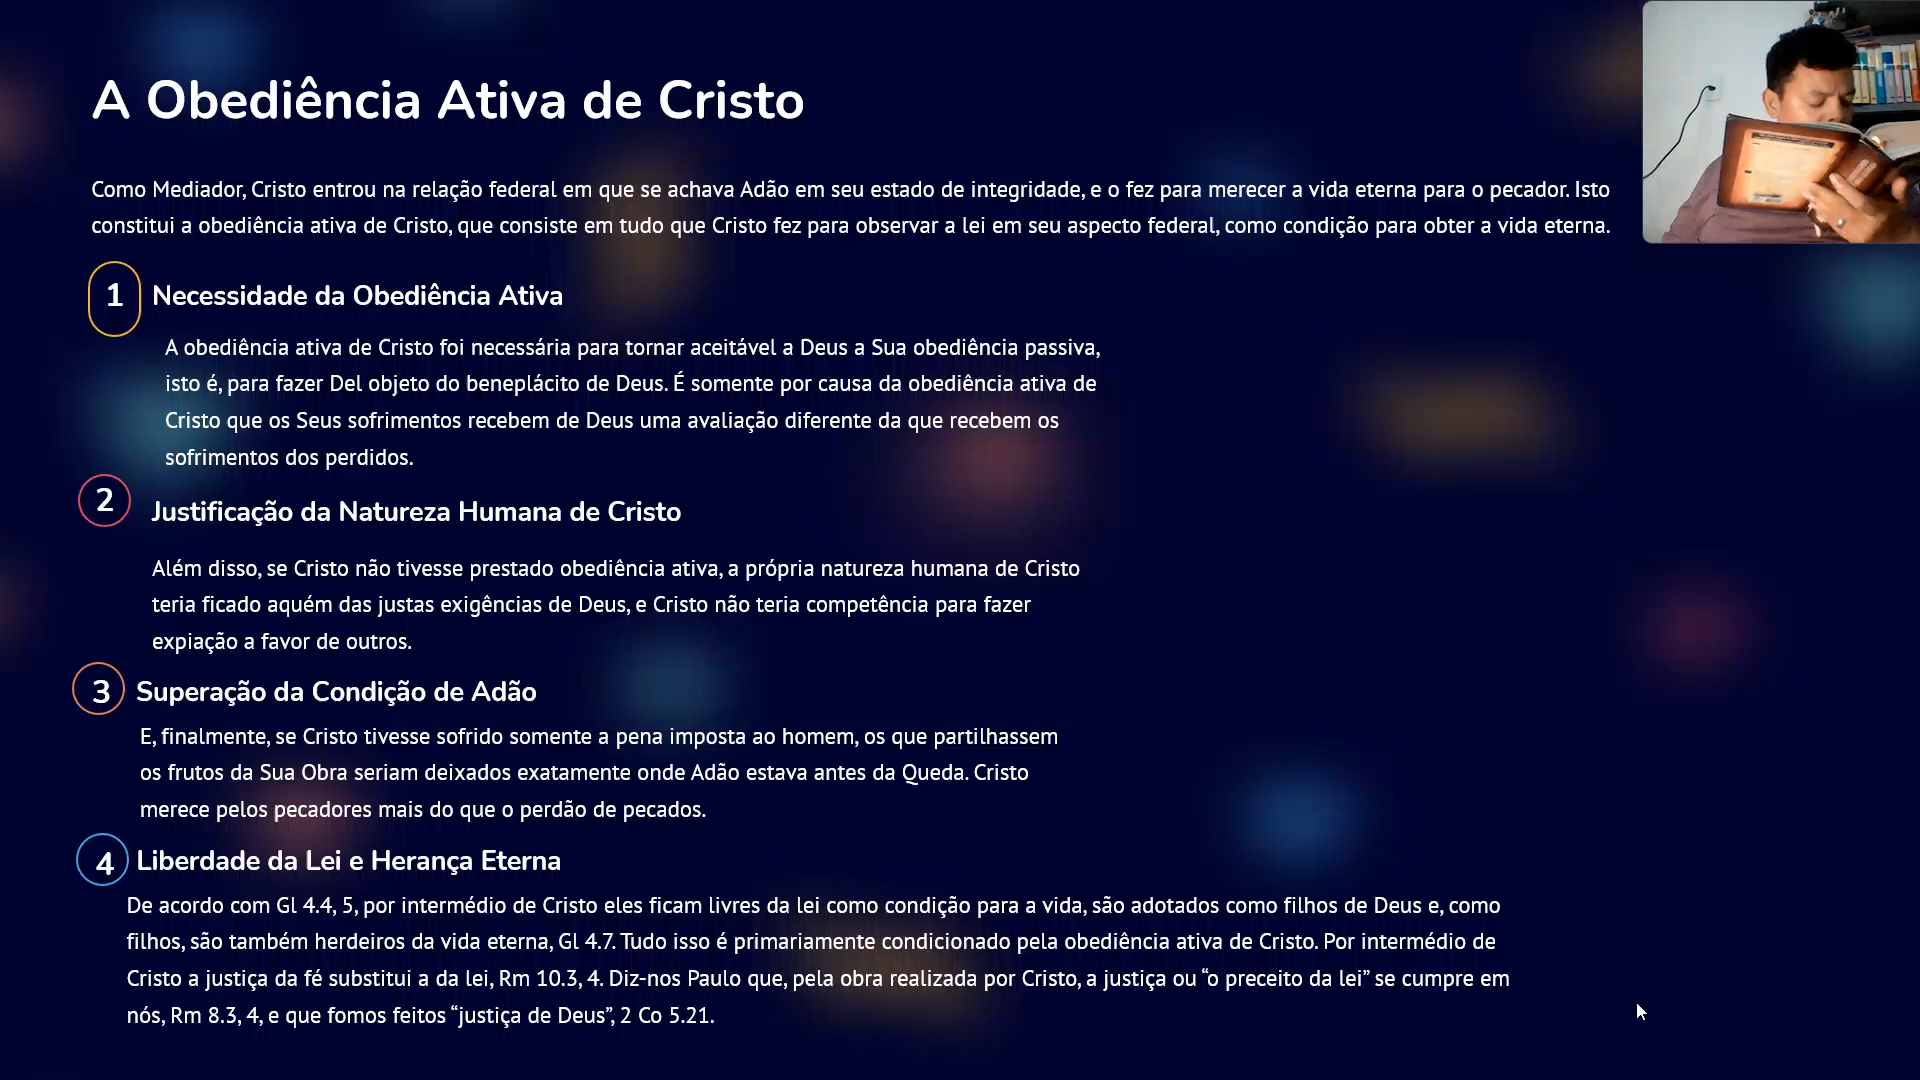 A Obediência Ativa de Cristo
Como Mediador, Cristo entrou na relação federal em que se achava Adão em seu estado de integridade, e o fez para merecer a vida eterna para o pecador. Isto
constitui a obediência ativa de Cristo, que consiste em tudo que Cristo fez para observar a lei em seu aspecto federal, como condição para obter a vida eterna.
1 Necessidade da Obediência Ativa
A obediência ativa de Cristo foi necessária para tornar aceitável a Deus a Sua obediência passiva,
isto é, para fazer Del objeto do beneplácito de Deus. É somente por causa da obediência ativa de
Cristo que os Seus sofrimentos recebem de Deus uma avaliação diferente da que recebem os
sofrimentos dos perdidos.
2 Justificação da Natureza Humana de Cristo
Além disso, se Cristo não tivesse prestado obediência ativa, a própria natureza humana de Cristo
teria ficado aquém das justas exigências de Deus, e Cristo não teria competência para fazer
expiação a favor de outros.
3 Superação da Condição de Adão
E, finalmente, se Cristo tivesse sofrido somente a pena imposta ao homem, os que partilhassem
os frutos da Sua Obra seriam deixados exatamente onde Adão estava antes da Queda. Cristo
merece pelos pecadores mais do que o perdão de pecados.
4 Liberdade da Lei e Herança Eterna
De acordo com Gl 4.4, 5, por intermédio de Cristo eles ficam livres da lei como condição para a vida, são adotados como filhos de Deus e, como
filhos, são também herdeiros da vida eterna, Gl 4.7. Tudo isso é primariamente condicionado pela obediência ativa de Cristo. Por intermédio de
Cristo a justiça da fé substitui a da lei, Rm 10.3, 4. Diz-nos Paulo que, pela obra realizada por Cristo, a justiça ou “o preceito da lei” se cumpre em
nós, Rm 8.3, 4, e que fomos feitos “justiça de Deus”, 2 Co 5.21.